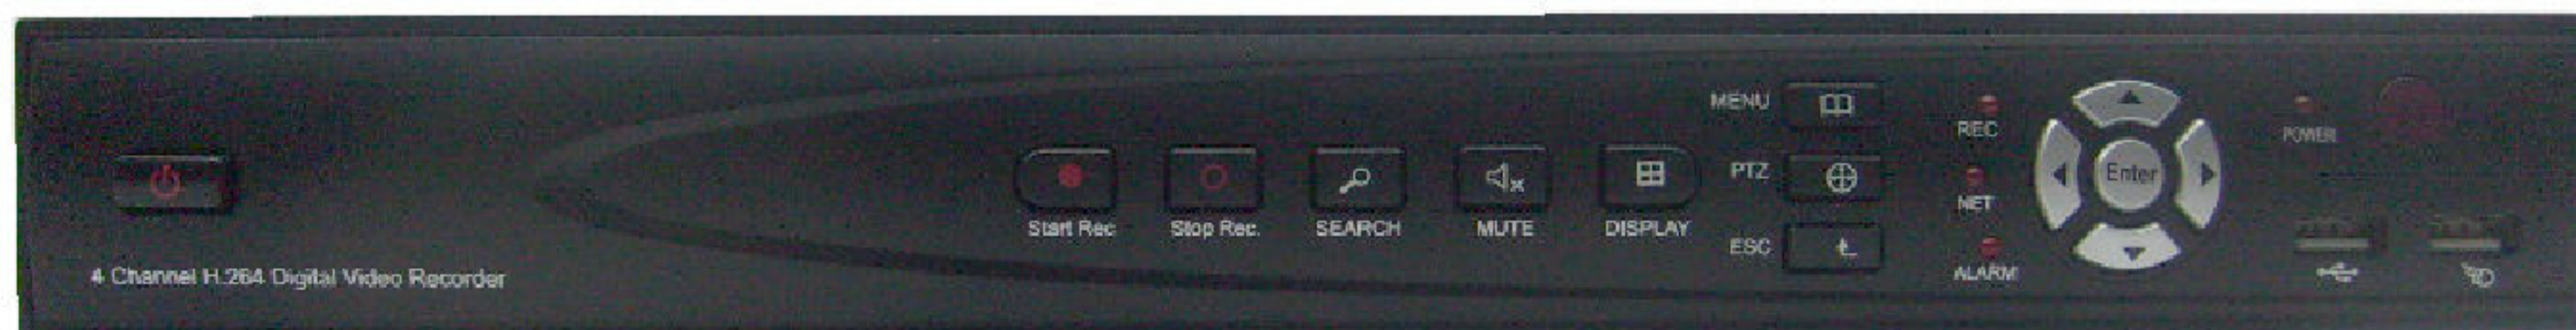 4 Channel H.264 Digital Video Recorder
Start Rec
Stop Rec.
SEARCH
MUTE
DISPLAY
MENU
PTZ
ESC
REC
NET
ALARM
Enter
POWER